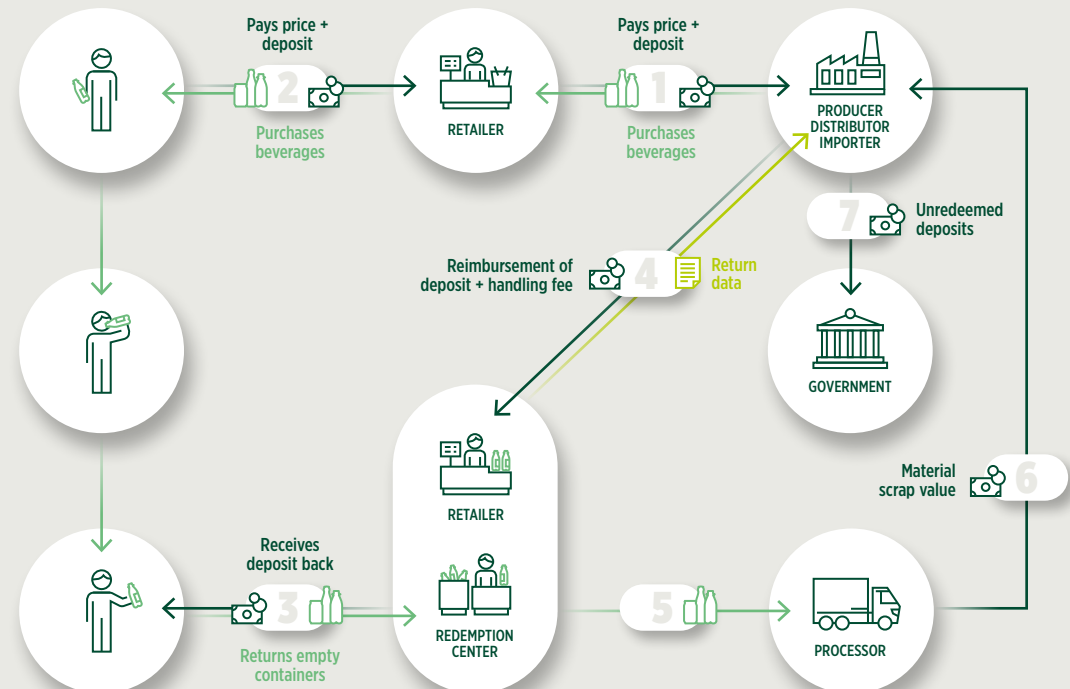 Pays price +
deposit
2
Purchases
beverages
RETAILER
Pays price +
deposit
1
Purchases
beverages
PRODUCER
DISTRIBUTOR
IMPORTER
7
Unredeemed
deposits
Reimbursement of
deposit + handling fee
4
Return
data
GOVERNMENT
RETAILER
Material
scrap value
6
Receives
deposit back
3
Returns empty
containers
REDEMPTION
CENTER
5
PROCESSOR